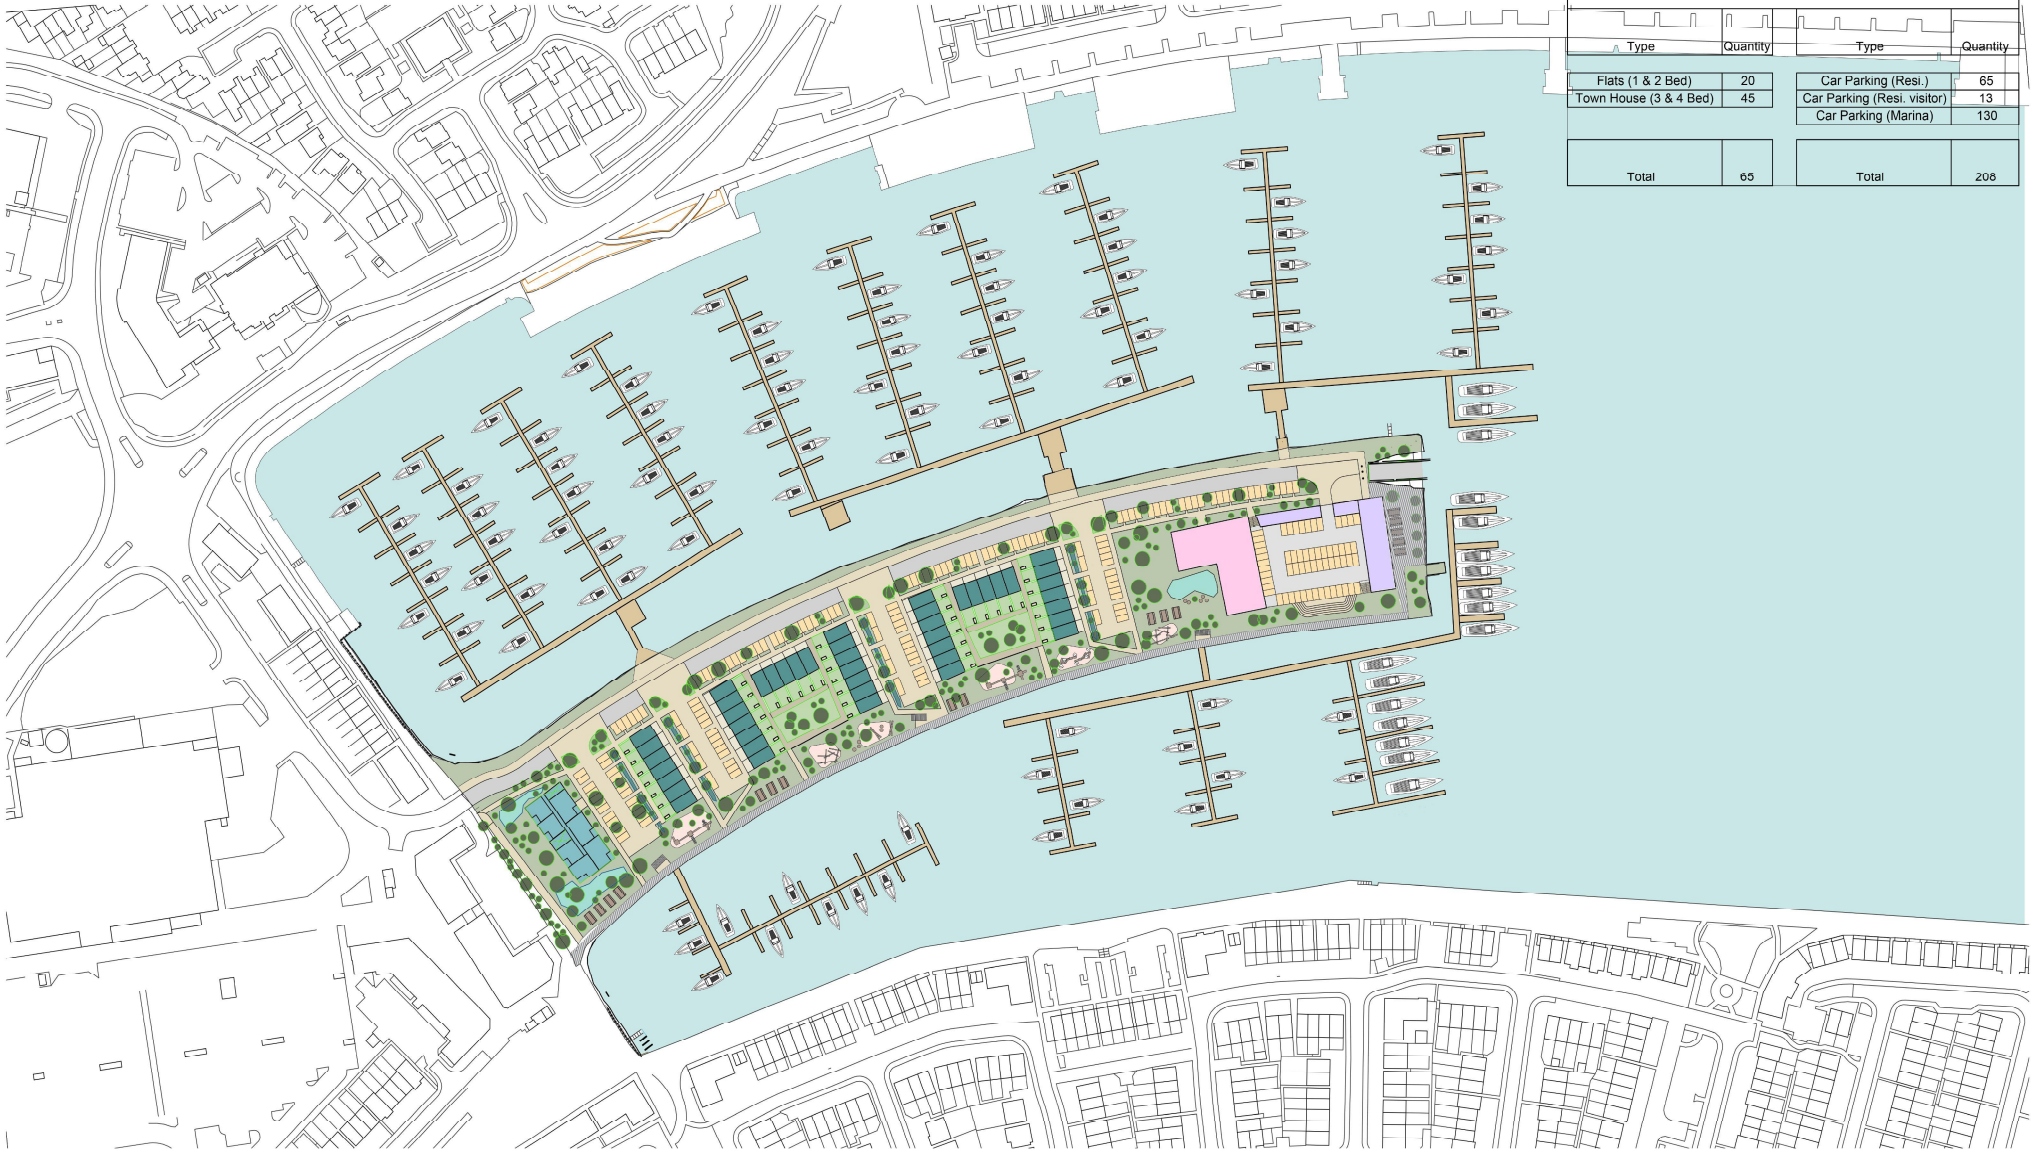 Type Quantity Type Quantity
Flats (1 & 2 Bed) 20 Car Parking (Resi.) 65
Town House (3 & 4 Bed) 45 Car Parking (Resi. visitor) 13
Car Parking (Marina) 130
Total 65 Total 208